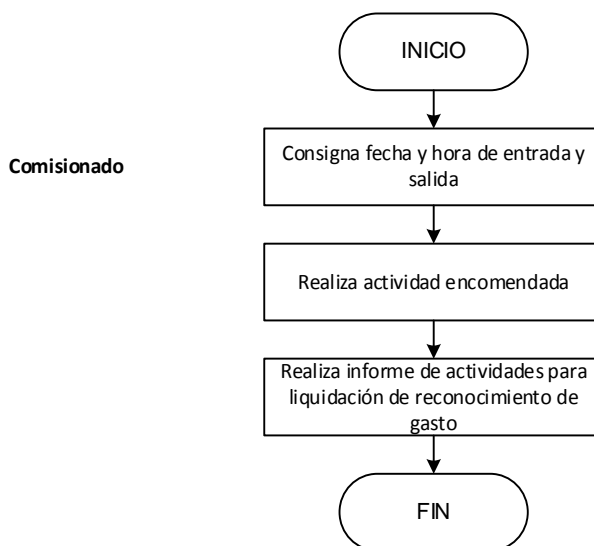 INICIO
Comisionado
Consigna fecha y hora de entrada y
salida
Realiza actividad encomendada
Realiza informe de actividades para
liquidación de reconocimiento de
gasto
FIN